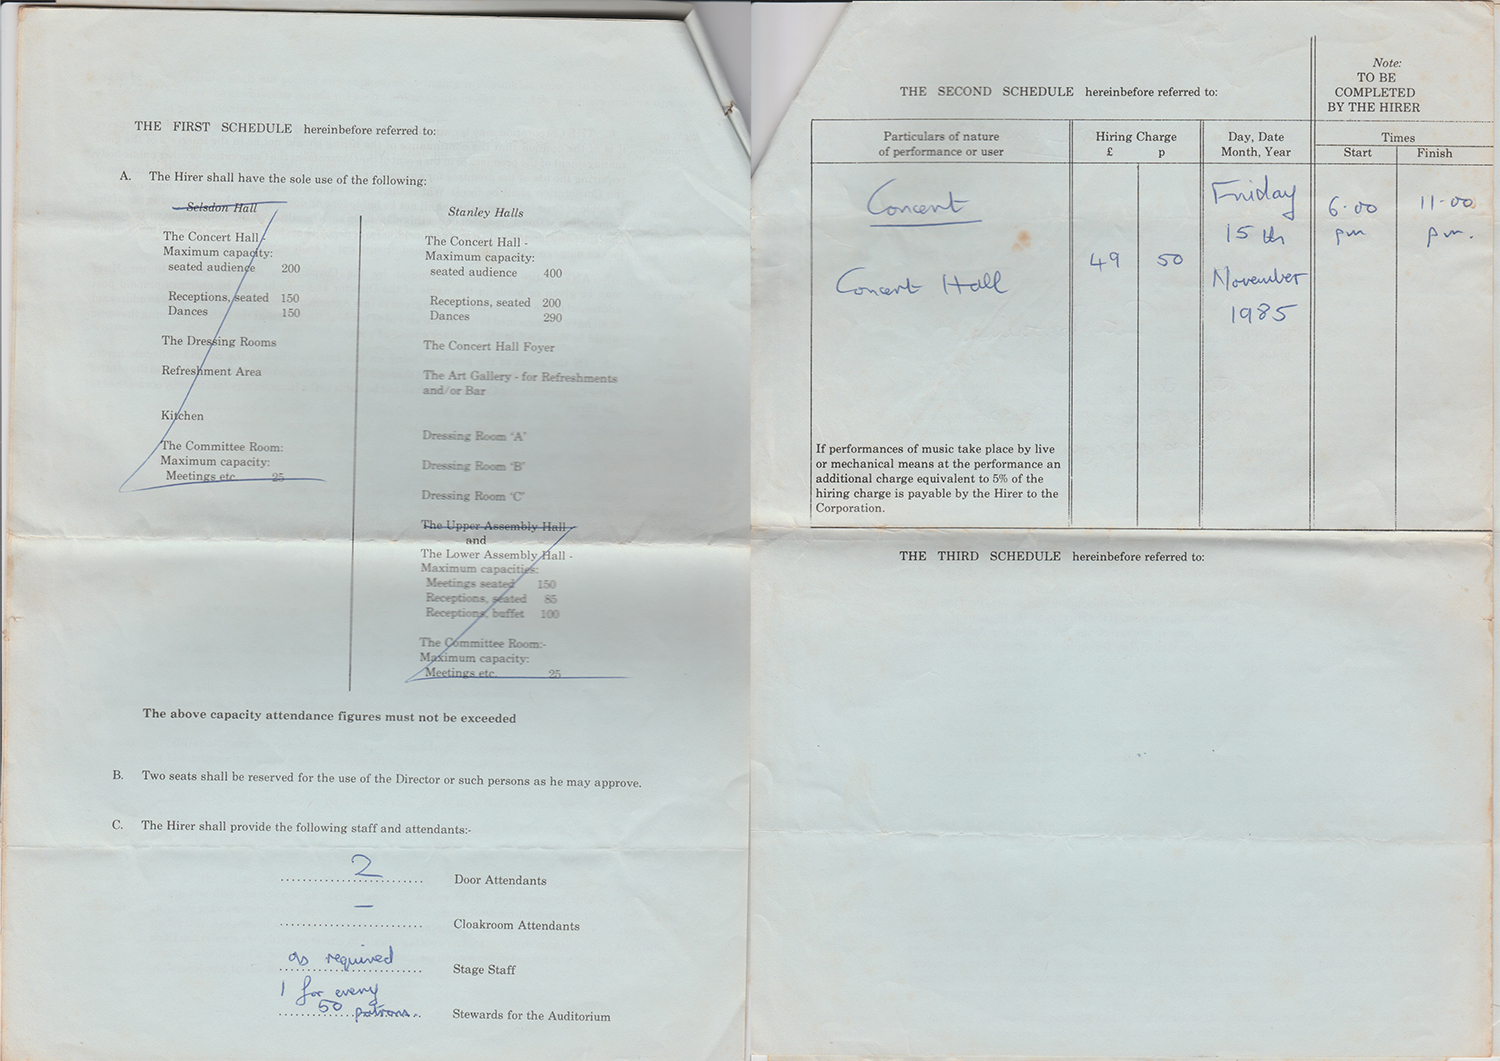 THE FIRST SCHEDULE hereinbefore referred to:
A. The Hirer shall have the sole use of the following:
Selsdon Hall
The Concert Hall
Maximum capacity:
seated audience 200
Receptions, seated 150
Dances 150
The Dressing Rooms
Refreshment Area
Kitchen
The Committee Room:
Maximum capacity:
Meetings etc. 25
Stanley Halls
The Concert Hall -
Maximum capacity:
seated audience 400
Receptions, seated 200
Dances 290
The Concert Hall Foyer
The Art Gallery - for Refreshments
and/or Bar
Dressing Room 'A'
Dressing Room 'B'
Dressing Room 'C'
The Upper Assembly Hall
and
The Lower Assembly Hall -
Maximum capacities:
Meetings seated 150
Receptions, seated 85
Receptions, buffet 100
The Committee Room:-
Maximum capacity:
Meetings etc. 25
The above capacity attendance figures must not be exceeded
B. Two seats shall be reserved for the use of the Director or such persons as he may approve.
C. The Hirer shall provide the following staff and attendants:-
2 Door Attendants
— Cloakroom Attendants
as required Stage Staff
1 for every
50 patrons. Stewards for the Auditorium
THE SECOND SCHEDULE hereinbefore referred to:
Note:
TO BE
COMPLETED
BY THE HIRER
Particulars of nature
of performance or user
Hiring Charge
£ p
Day, Date
Month, Year
Times
Start Finish
Concert
Concert Hall
49 50
Friday
15th
November
1985
6.00
pm
11-00
p.m.
If performances of music take place by live
or mechanical means at the performance an
additional charge equivalent to 5% of the
hiring charge is payable by the Hirer to the
Corporation.
THE THIRD SCHEDULE hereinbefore referred to: